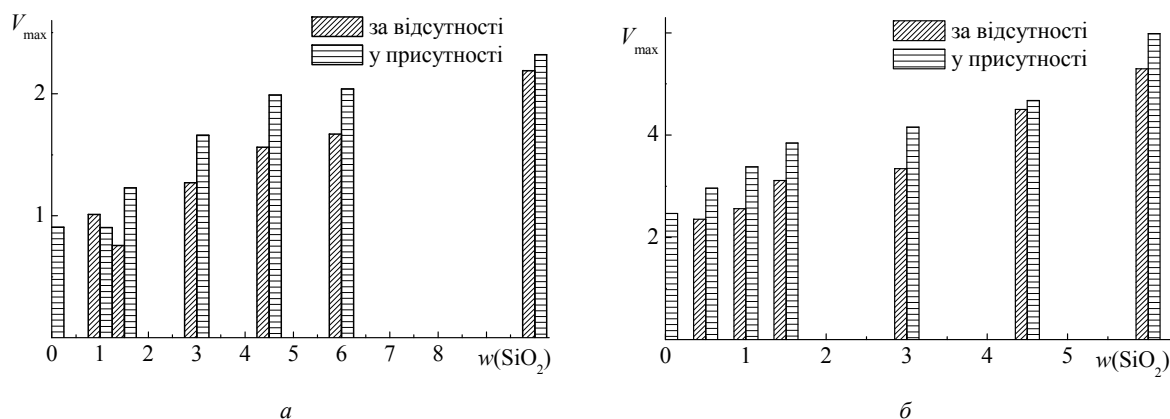 V max
за відсутності
у присутності
2
1
0 1 2 3 4 5 6 7 8 w(SiO2)
а
V max
за відсутності
у присутності
4
2
0 1 2 3 4 5 w(SiO2)
б